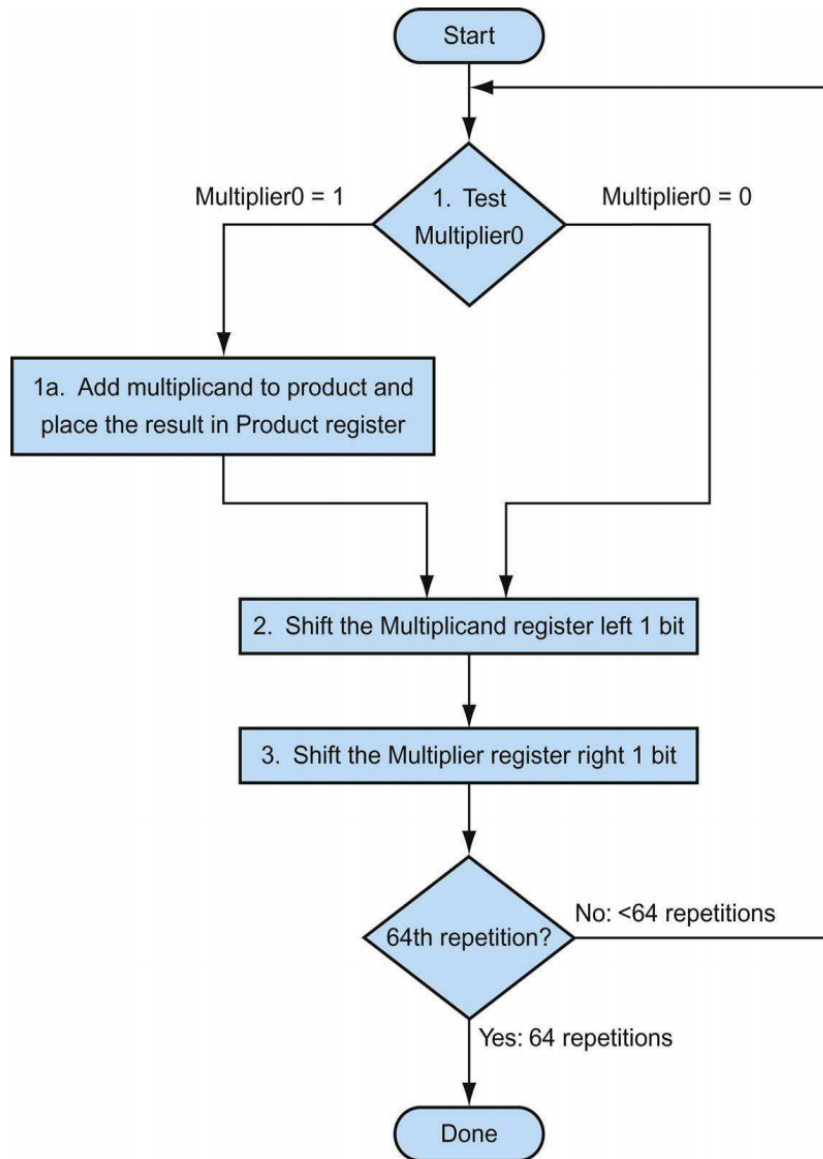 Start
Multiplier0 = 1
1. Test
Multiplier0
Multiplier0 = 0
1a. Add multiplicand to product and
place the result in Product register
2. Shift the Multiplicand register left 1 bit
3. Shift the Multiplier register right 1 bit
64th repetition?
No: <64 repetitions
Yes: 64 repetitions
Done